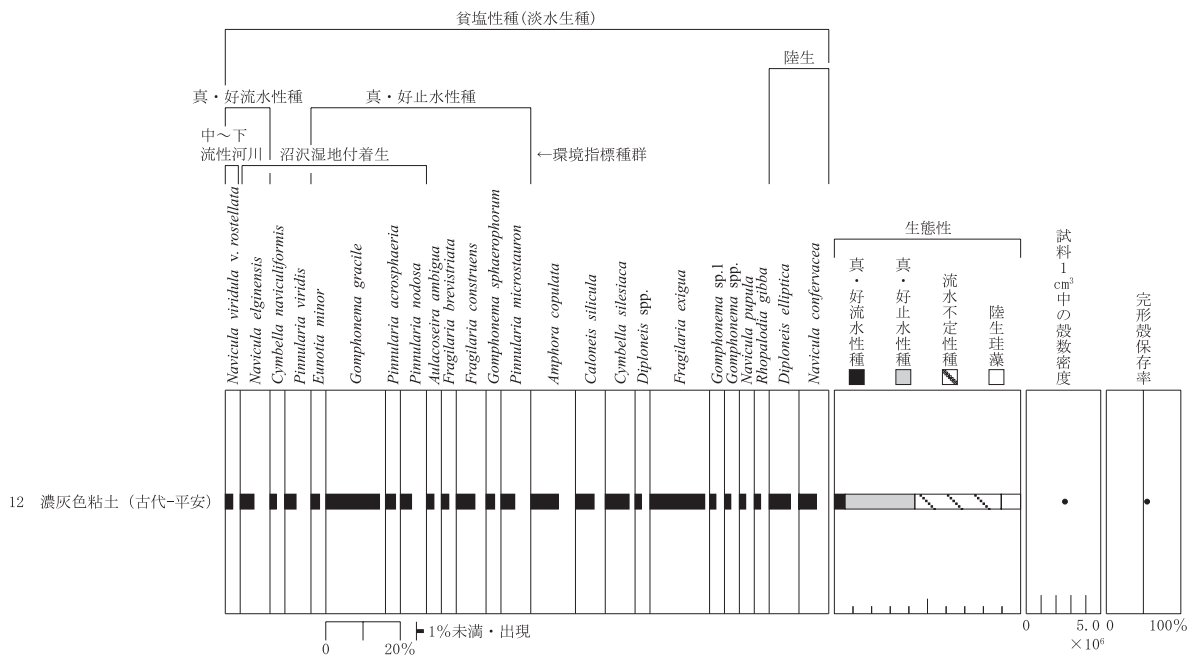 貧塩性種(淡水生種)
陸生
真・好流水性種
真・好止水性種
中～下
流性河川
沼沢湿地付着生
←環境指標種群
Navicula viridula v. rostellata
Navicula elginensis
Cymbella naviculiformis
Pinnularia viridis
Eunotia minor
Gomphonema gracile
Pinnularia acrosphaeria
Pinnularia nodosa
Aulacoseira ambigua
Fragilaria brevistriata
Fragilaria construens
Gomphonema sphaerophorum
Pinnularia microstauron
Amphora copulata
Caloneis silicula
Cymbella silesiaca
Diploneis spp.
Fragilaria exigua
Gomphonema sp.1
Gomphonema spp.
Navicula pupula
Rhopalodia gibba
Diploneis elliptica
Navicula confervacea
生態性
真・好流水性種
真・好止水性種
流水不定性種
陸生珪藻
試料1cm³中の殻数密度
完形殻保存率
12 濃灰色粘土（古代-平安）
0 20%
1%未満・出現
0 5.0
×10⁶
0 100%